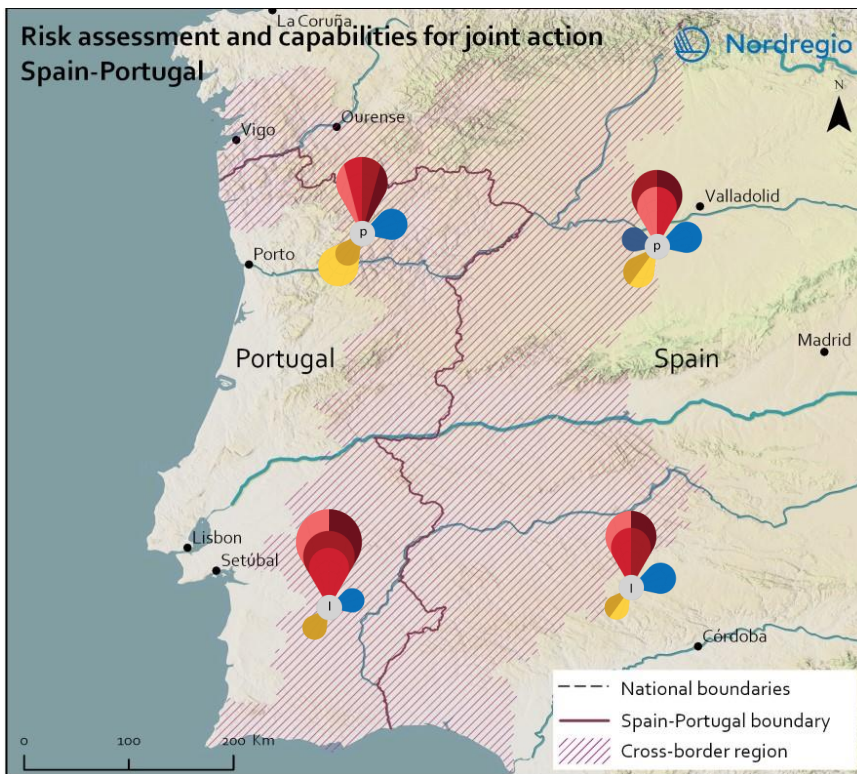 La Coruña
Risk assessment and capabilities for joint action
Spain-Portugal
Nordregio
N
Vigo
Ourense
Valladolid
p
p
Porto
Madrid
Portugal
Spain
Lisbon
Setúbal
l
l
Córdoba
National boundaries
Spain-Portugal boundary
Cross-border region
0 100 200 Km